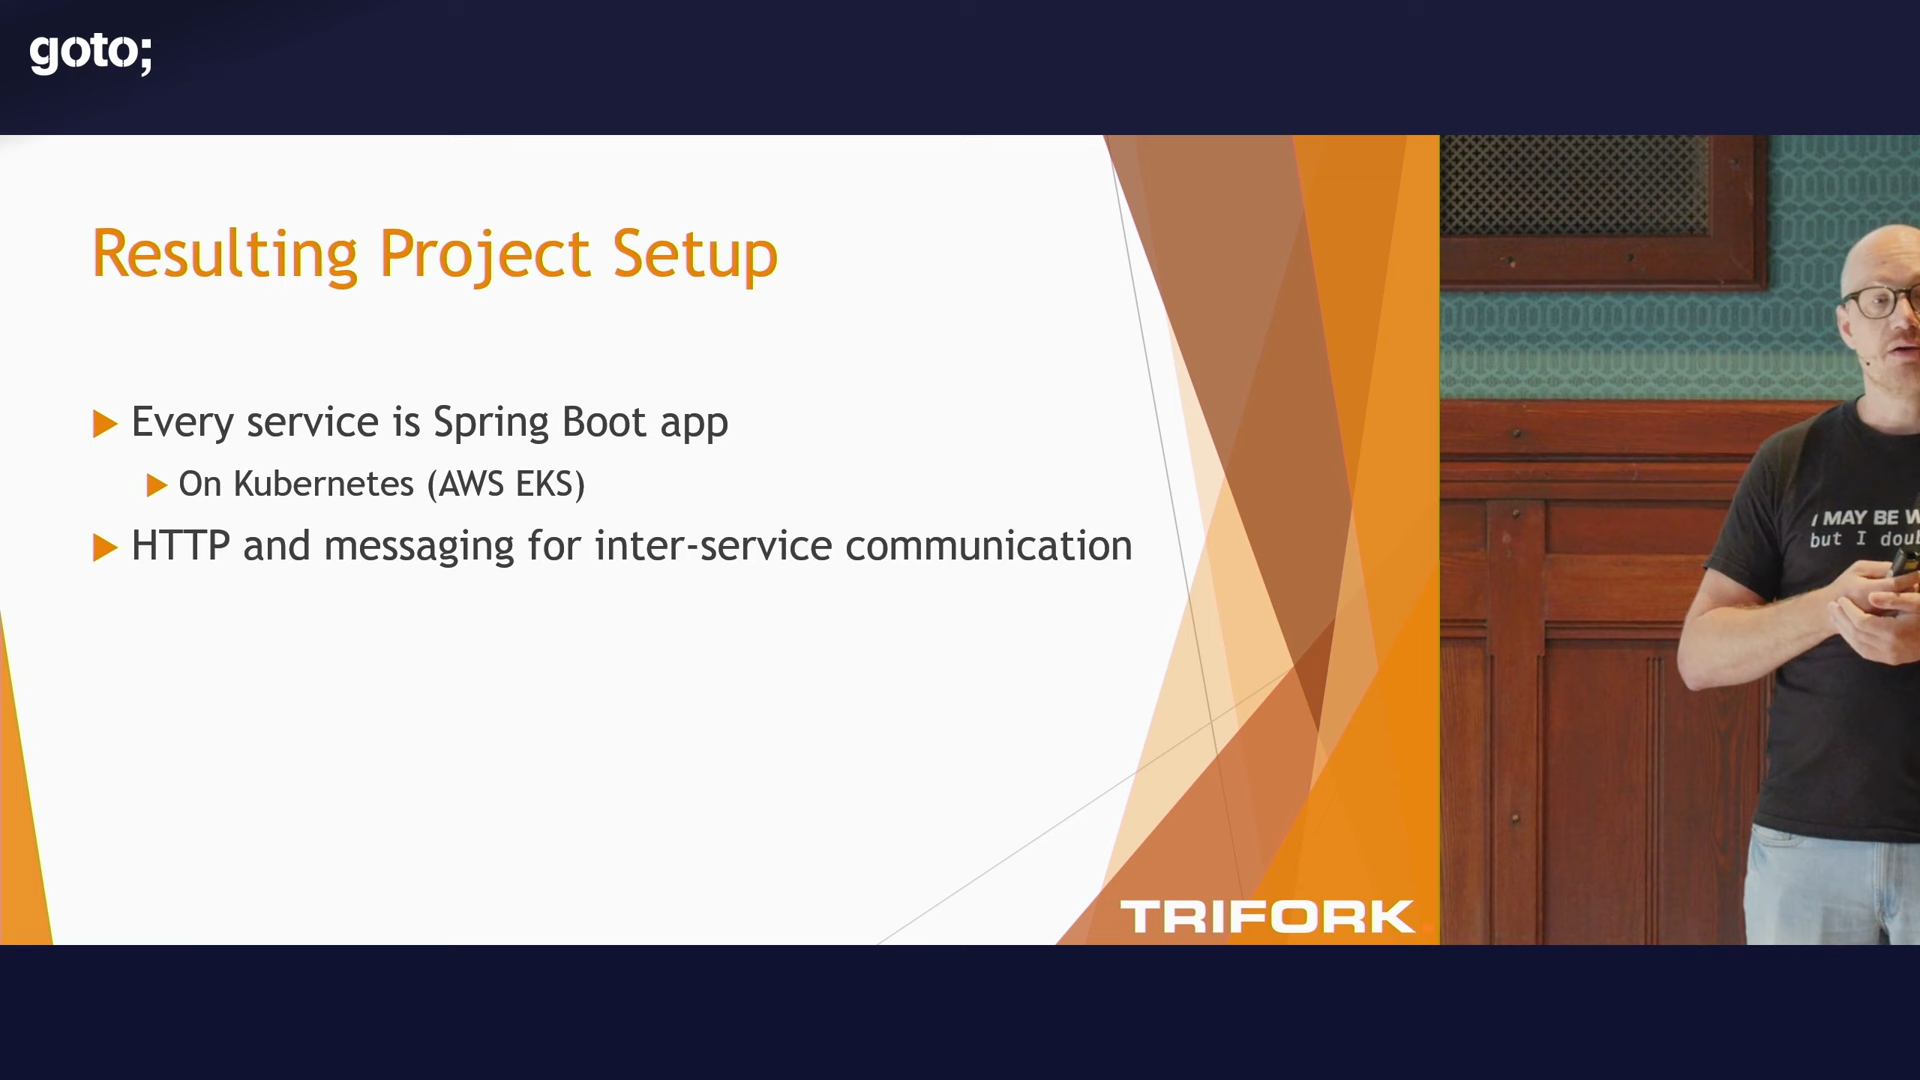 goto;
Resulting Project Setup
Every service is Spring Boot app
On Kubernetes (AWS EKS)
HTTP and messaging for inter-service communication
I MAY BE
but I
TRIFORK.